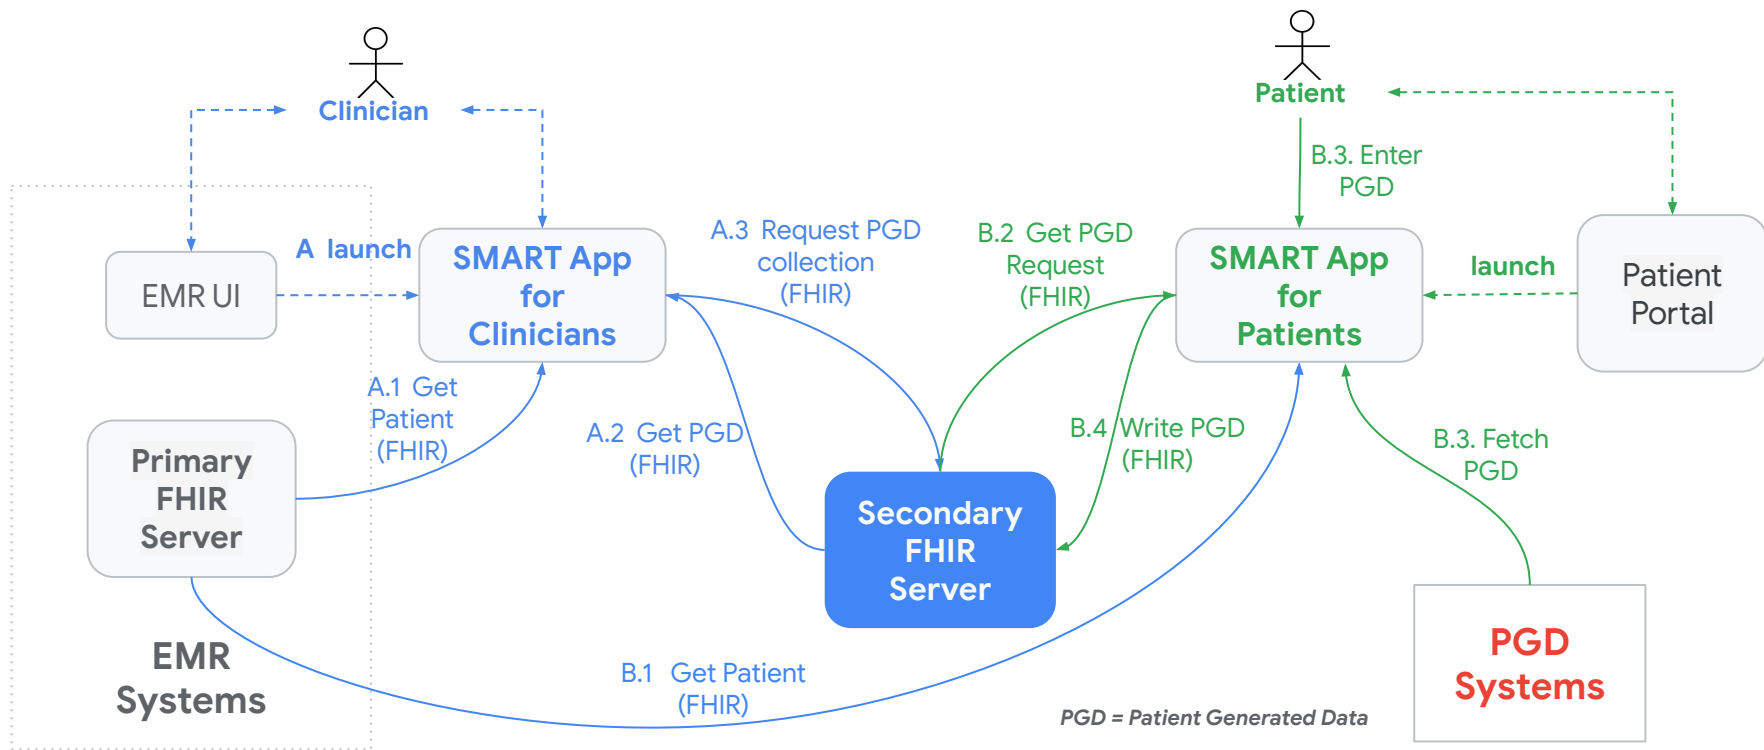 Clinician
Patient
B.3. Enter
PGD
A launch
SMART App
for
Clinicians
A.3 Request PGD
collection
(FHIR)
B.2 Get PGD
Request
(FHIR)
SMART App
for
Patients
launch
Patient
Portal
EMR UI
A.1 Get
Patient
(FHIR)
A.2 Get PGD
(FHIR)
B.4 Write PGD
(FHIR)
B.3. Fetch
PGD
Primary
FHIR
Server
Secondary
FHIR
Server
EMR
Systems
B.1 Get Patient
(FHIR)
PGD
Systems
PGD = Patient Generated Data